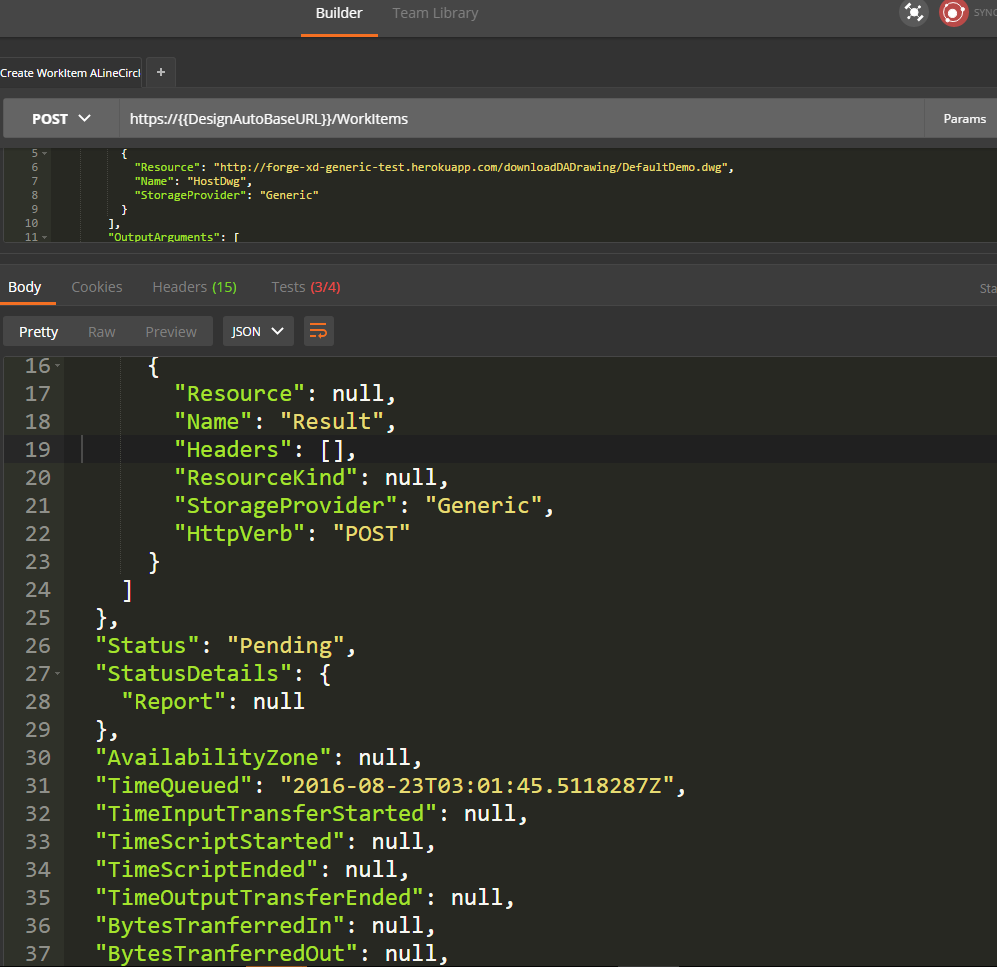 Builder
Team Library
SYNC
Create WorkItem ALineCircl
+
POST
https://{{DesignAutoBaseURL}}/WorkItems
Params
5 {
6 "Resource": "http://forge-xd-generic-test.herokuapp.com/downloadDADrawing/DefaultDemo.dwg",
7 "Name": "HostDwg",
8 "StorageProvider": "Generic"
9 }
10 ],
11 "OutputArguments": [
Body
Cookies
Headers (15)
Tests (3/4)
Sta
Pretty
Raw
Preview
JSON
16 {
17 "Resource": null,
18 "Name": "Result",
19 "Headers": [],
20 "ResourceKind": null,
21 "StorageProvider": "Generic",
22 "HttpVerb": "POST"
23 }
24 ]
25 },
26 "Status": "Pending",
27 "StatusDetails": {
28 "Report": null
29 },
30 "AvailabilityZone": null,
31 "TimeQueued": "2016-08-23T03:01:45.5118287Z",
32 "TimeInputTransferStarted": null,
33 "TimeScriptStarted": null,
34 "TimeScriptEnded": null,
35 "TimeOutputTransferEnded": null,
36 "BytesTranferredIn": null,
37 "BytesTranferredOut": null,